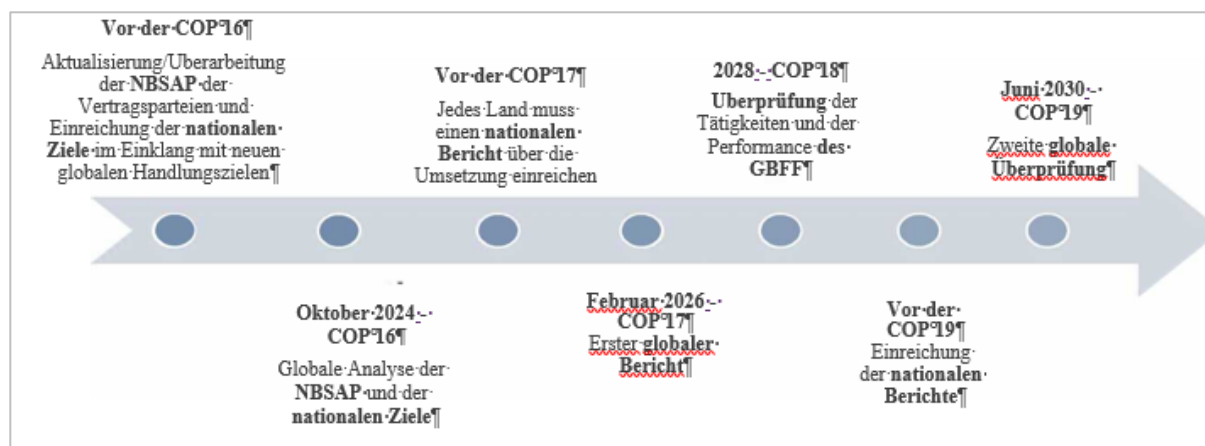 Vor·der·COP°16¶
Aktualisierung/Uberarbeitung
der·NBSAP·der·
Vertragsparteien und·
Einreichung·der·nationalen·
Ziele·im·Einklang·mit·neuen·
globalen·Handlungszielen¶
Oktober·2024·-·
COP°16¶
Globale·Analyse·der·
NBSAP·und·der·
nationalen·Ziele¶
Vor·der·COP°17¶
Jedes·Land·muss·
einen·nationalen·
Bericht·über·die·
Umsetzung·einreichen
Februar·2026·-·
COP°17¶
Erster·globaler·
Bericht¶
2028·-·COP°18¶
Uberprüfung·der·
Tätigkeiten·und·der·
Performance·des·
GBFF¶
Vor·der·
COP°19¶
Einreichung·
der·nationalen·
Berichte¶
Juni·2030·-·
COP°19¶
Zweite·globale·
Überprüfung¶